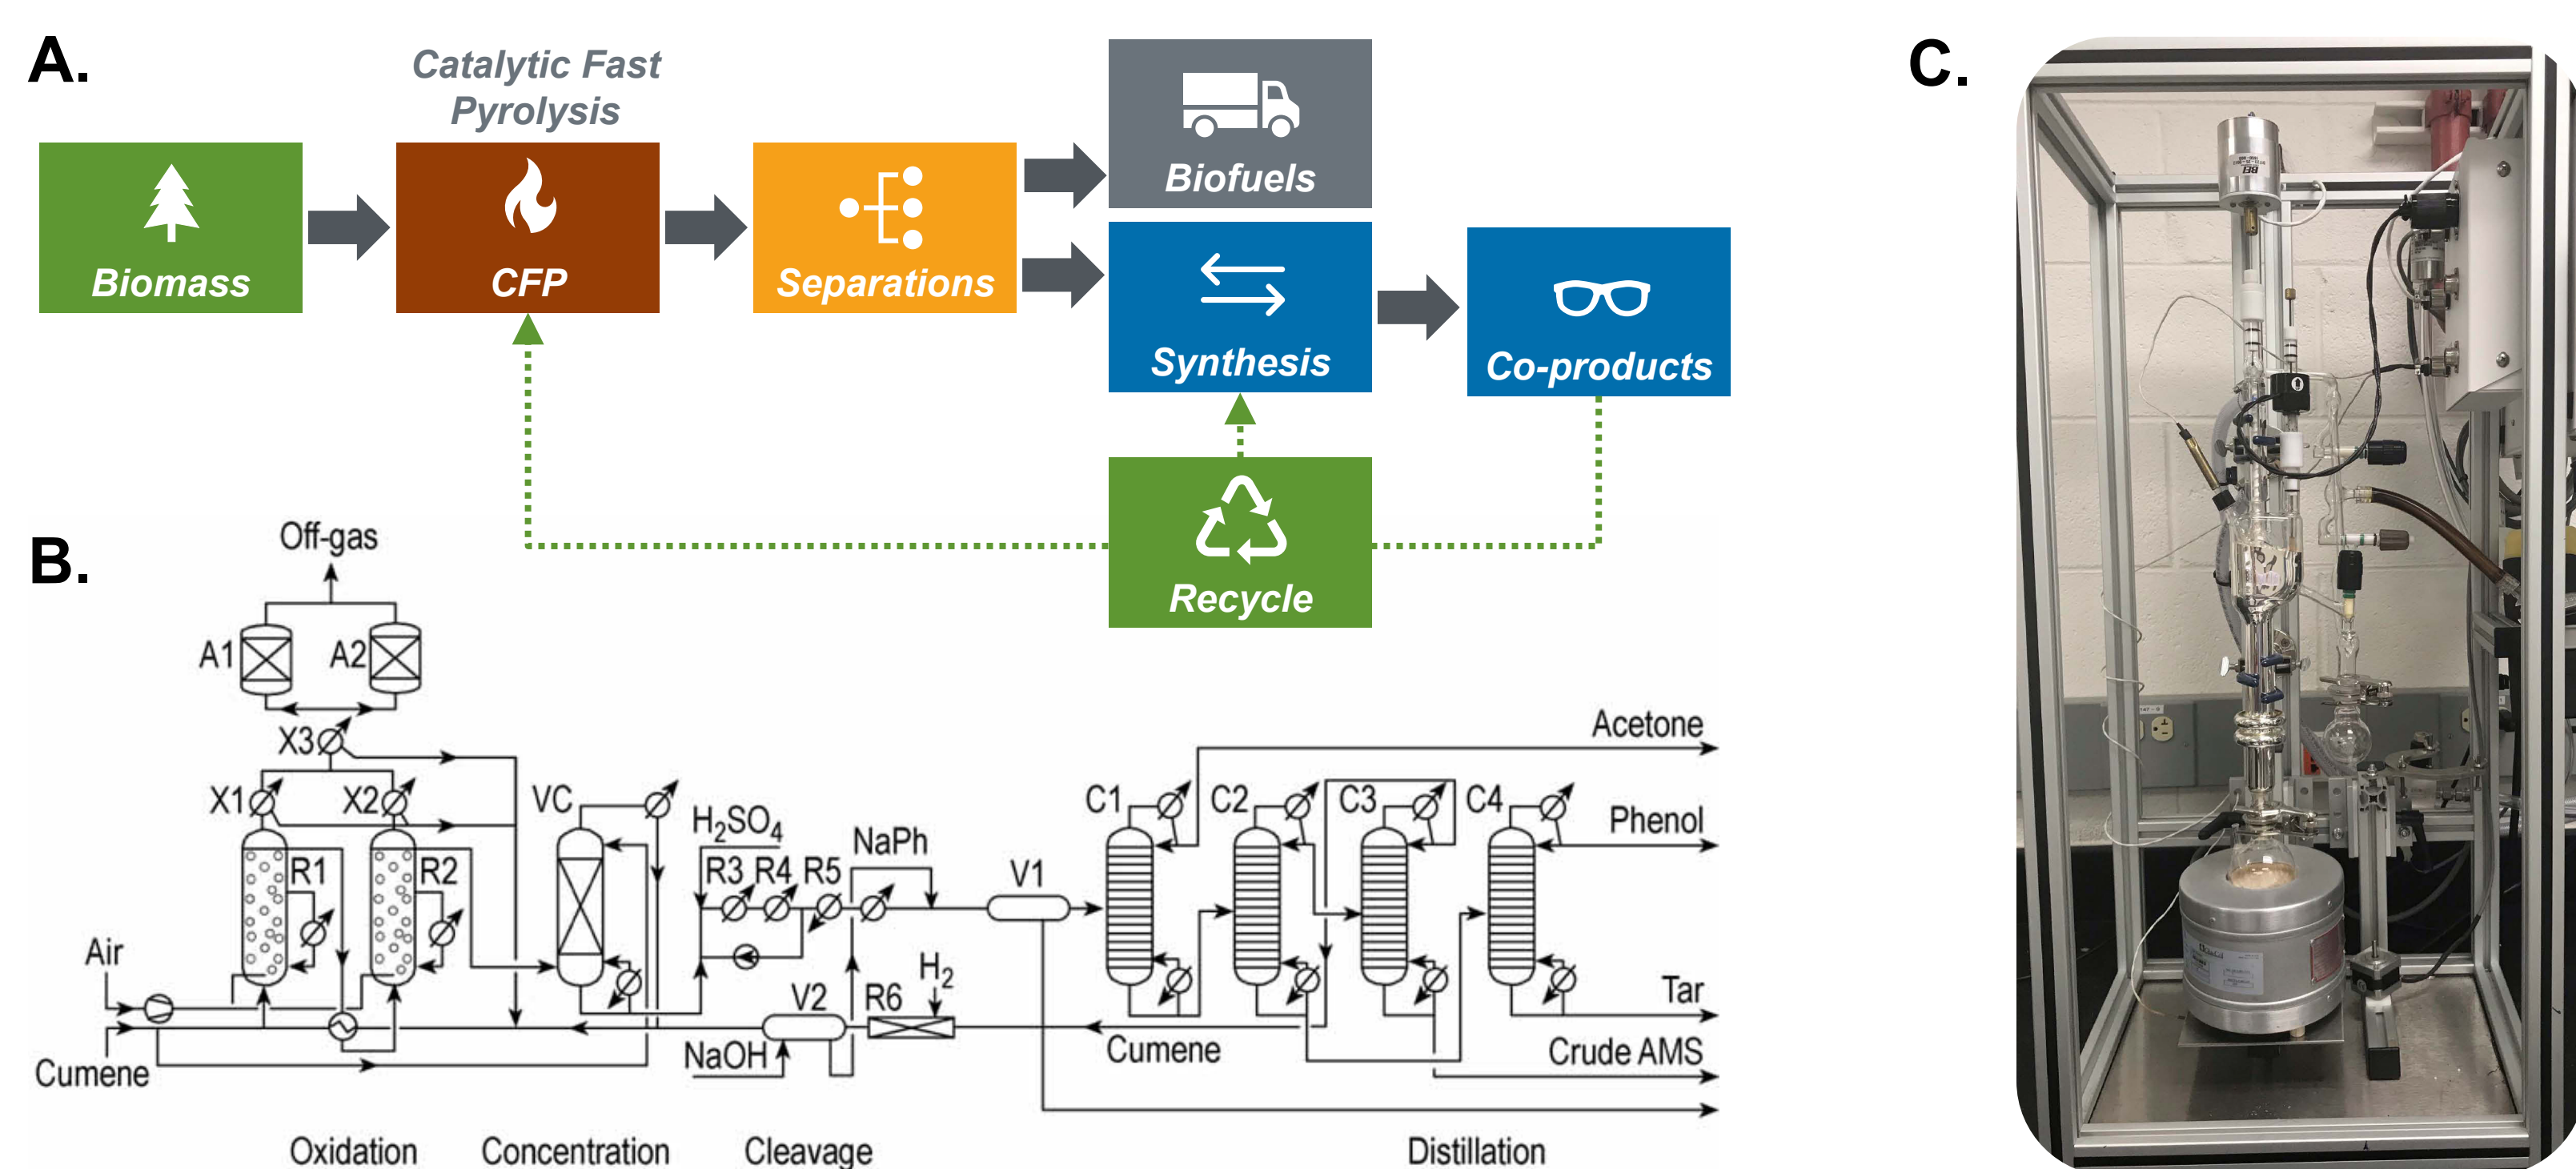 A.
Catalytic Fast
Pyrolysis
Biomass
CFP
Separations
Biofuels
Synthesis
Co-products
Recycle
B.
Off-gas
A1
A2
X3
X1
X2
R1
R2
Air
Cumene
VC
H2SO4
R3
R4
R5
NaPh
V2
R6
H2
NaOH
V1
C1
C2
C3
C4
Acetone
Phenol
Tar
Cumene
Crude AMS
Oxidation
Concentration
Cleavage
Distillation
C.
BEI